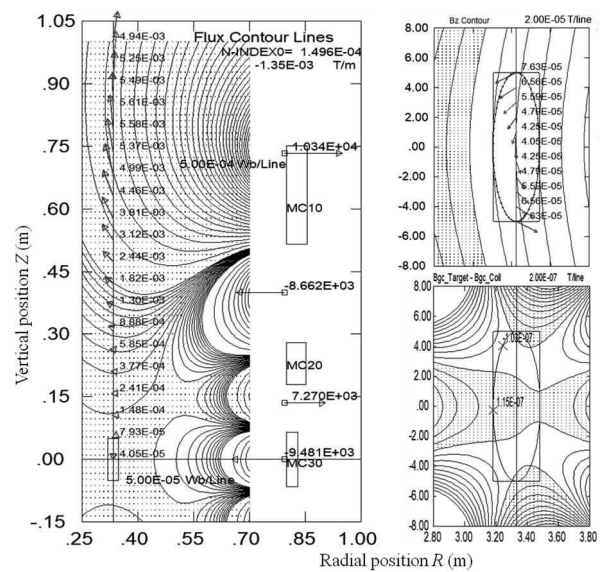 Flux Contour Lines
N-INDEX0= 1.496E-04
-1.35E-03 T/m
1.05
.90
.75
.60
.45
.30
.15
.00
-.15
.25
.40
.55
.70
.85
1.00
4.94E-03
5.25E-03
5.49E-03
5.61E-03
5.58E-03
5.37E-03
4.99E-03
4.46E-03
3.81E-03
3.12E-03
2.44E-03
1.82E-03
1.30E-03
8.68E-04
5.85E-04
3.77E-04
2.41E-04
1.48E-04
7.93E-05
4.05E-05
1.034E+04
5.00E-04 Wb/Line
MC10
-8.662E+03
MC20
7.270E+03
-9.481E+03
MC30
5.00E-05 Wb/Line
Vertical position Z (m)
Radial position R (m)
Bz Contour
2.00E-05 T/line
8.00
6.00
4.00
2.00
.00
-2.00
-4.00
-6.00
-8.00
7.63E-05
6.56E-05
5.59E-05
4.79E-05
4.25E-05
4.05E-05
4.25E-05
4.79E-05
5.59E-05
6.56E-05
7.63E-05
Bgc_Target - Bgc_Coil
2.00E-07 T/line
8.00
6.00
4.00
2.00
.00
-2.00
-4.00
-6.00
-8.00
2.80
3.00
3.20
3.40
3.60
3.80
1.15E-07